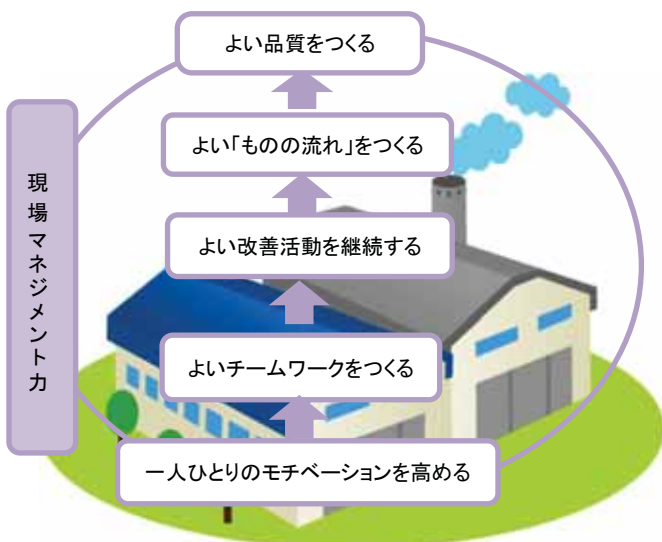 よい品質をつくる
よい「ものの流れ」をつくる
現場マネジメント力
よい改善活動を継続する
よいチームワークをつくる
一人ひとりのモチベーションを高める